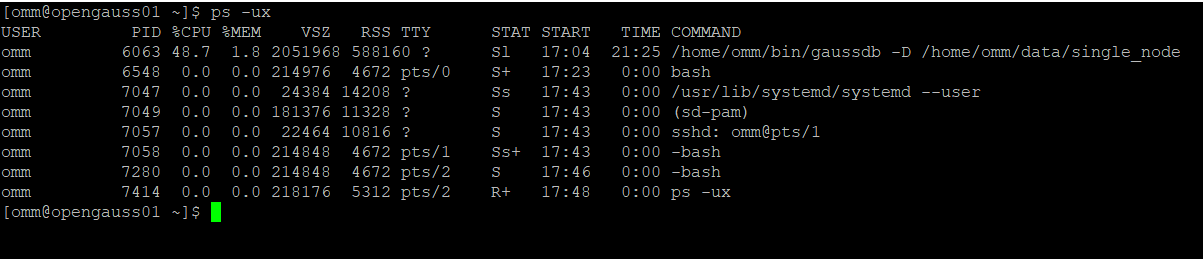 [omm@opengauss01 ~]$ ps -ux
USER         PID %CPU %MEM    VSZ   RSS TTY      STAT START   TIME COMMAND
omm         6063 48.7  1.8 2051968 588160 ?      Sl   17:04  21:25 /home/omm/bin/gaussdb -D /home/omm/data/single_node
omm         6548  0.0  0.0 214976  4672 pts/0    S+   17:23   0:00 bash
omm         7047  0.0  0.0  24384 14208 ?        Ss   17:43   0:00 /usr/lib/systemd/systemd --user
omm         7049  0.0  0.0 181376 11328 ?        S    17:43   0:00 (sd-pam)
omm         7057  0.0  0.0  22464 10816 ?        S    17:43   0:00 sshd: omm@pts/1
omm         7058  0.0  0.0 214848  4672 pts/1    Ss+  17:43   0:00 -bash
omm         7280  0.0  0.0 214848  4672 pts/2    S    17:46   0:00 -bash
omm         7414  0.0  0.0 218176  5312 pts/2    R+   17:48   0:00 ps -ux
[omm@opengauss01 ~]$